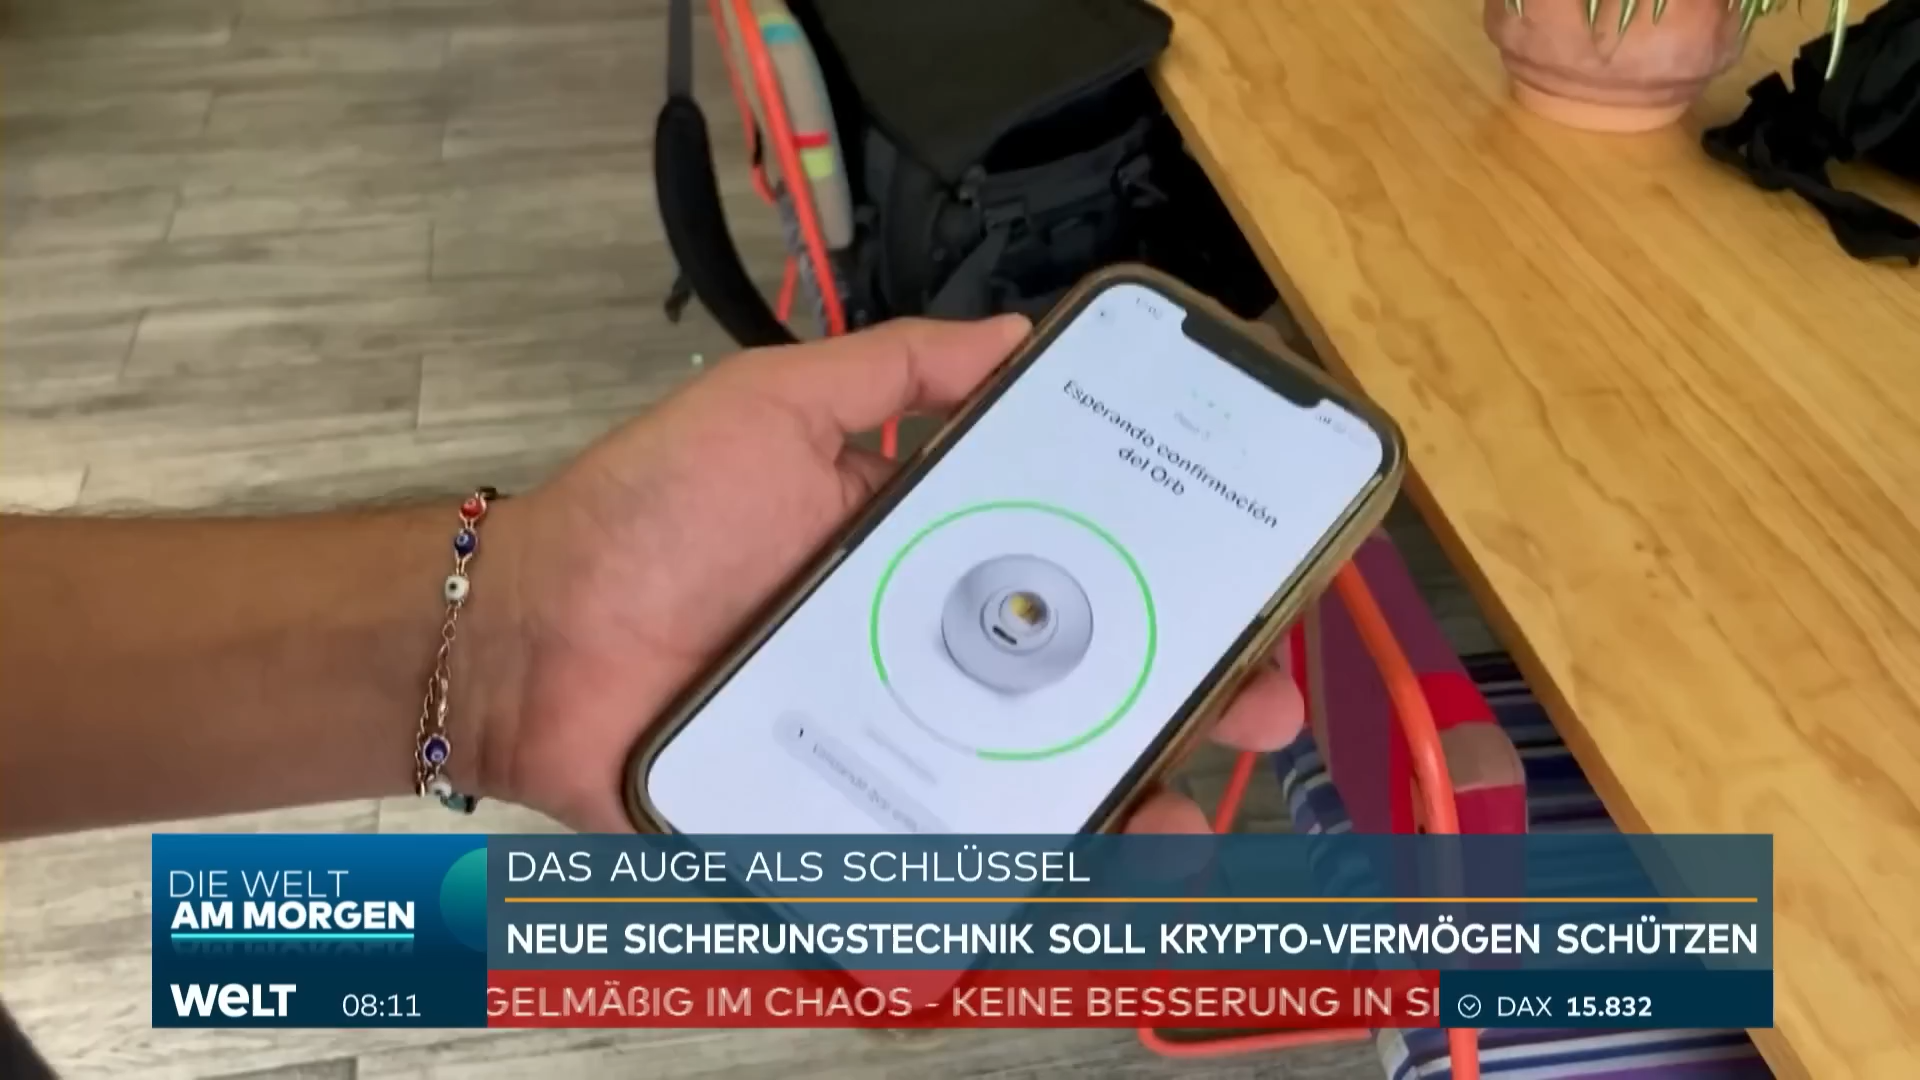 Esperando confirmación
del Orb
DAS AUGE ALS SCHLÜSSEL
NEUE SICHERUNGSTECHNIK SOLL KRYPTO-VERMÖGEN SCHÜTZEN
DIE WELT
AM MORGEN
welt 08:11
GELMÄßIG IM CHAOS - KEINE BESSERUNG IN SI
DAX 15.832